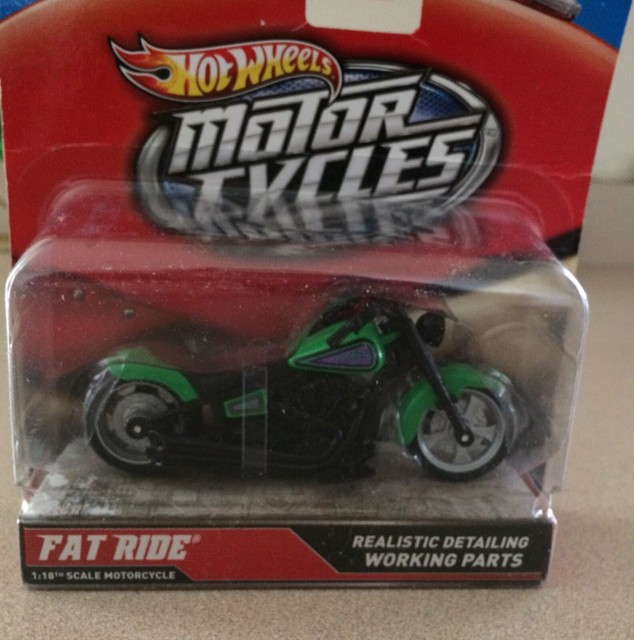 HOT WHEELS
MOTOR
CYCLES
FAT RIDE®
1:18TH SCALE MOTORCYCLE
REALISTIC DETAILING
WORKING PARTS